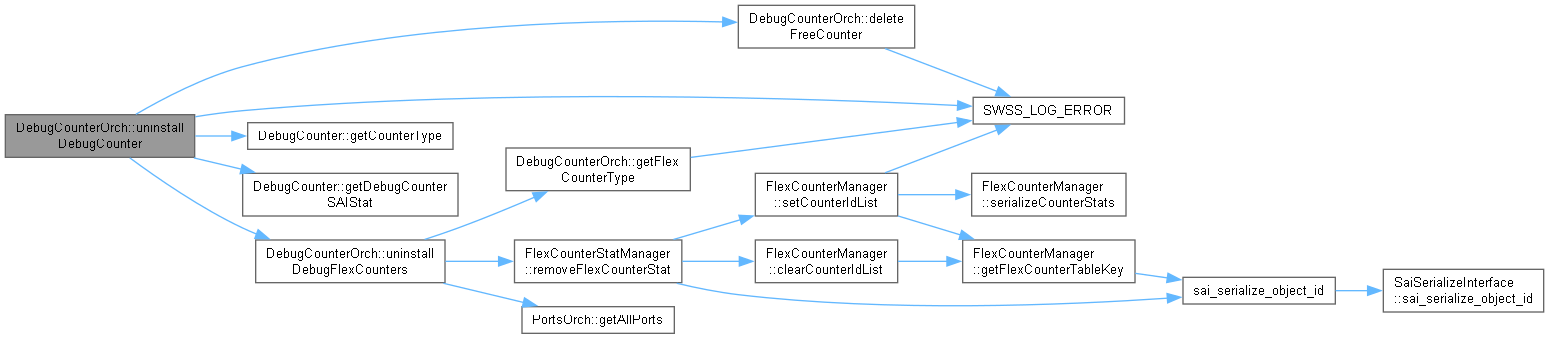 DebugCounterOrch::uninstall
DebugCounter
DebugCounterOrch::delete
FreeCounter
SWSS_LOG_ERROR
DebugCounter::getCounterType
DebugCounter::getDebugCounter
SAIStat
DebugCounterOrch::uninstall
DebugFlexCounters
DebugCounterOrch::getFlex
CounterType
FlexCounterStatManager
::removeFlexCounterStat
PortsOrch::getAllPorts
FlexCounterManager
::setCounterIdList
FlexCounterManager
::clearCounterIdList
FlexCounterManager
::serializeCounterStats
FlexCounterManager
::getFlexCounterTableKey
sai_serialize_object_id
SaiSerializeInterface
::sai_serialize_object_id